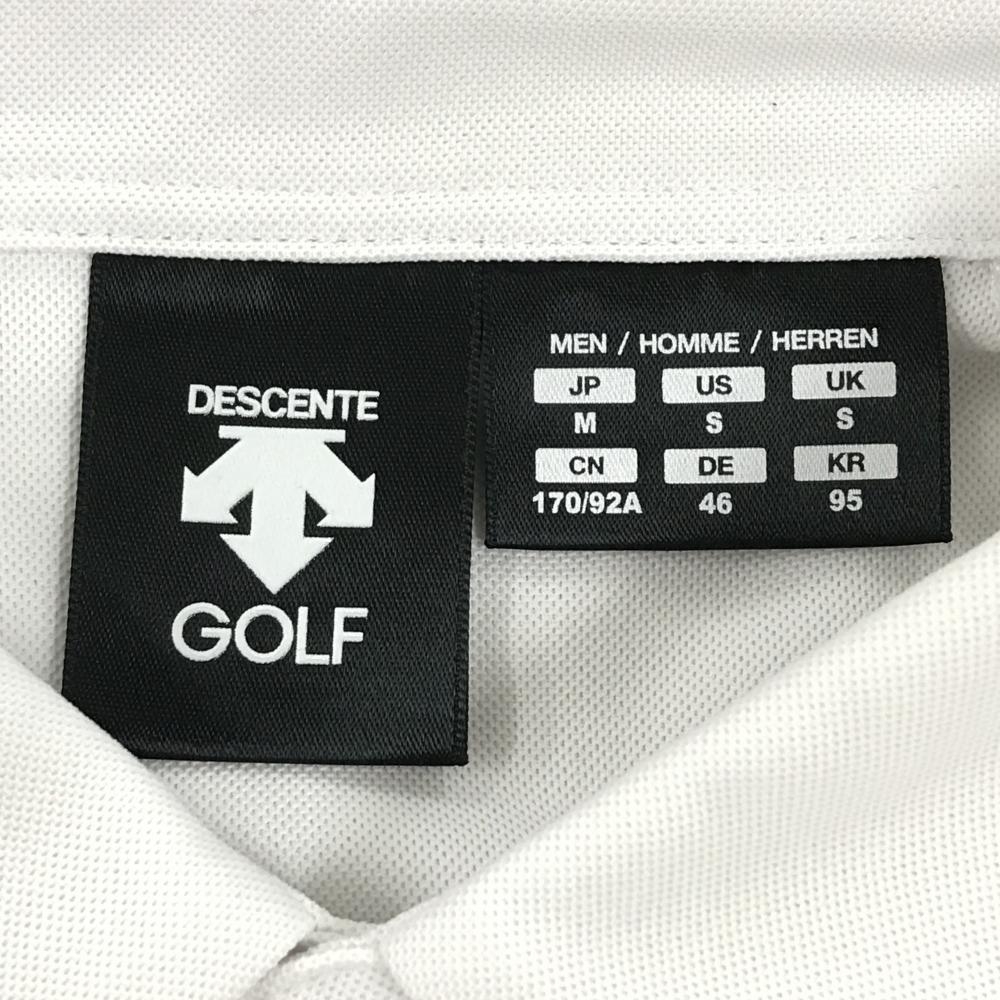 DESCENTE
GOLF
MEN / HOMME / HERREN
JP US UK
M S S
CN DE KR
170/92A 46 95